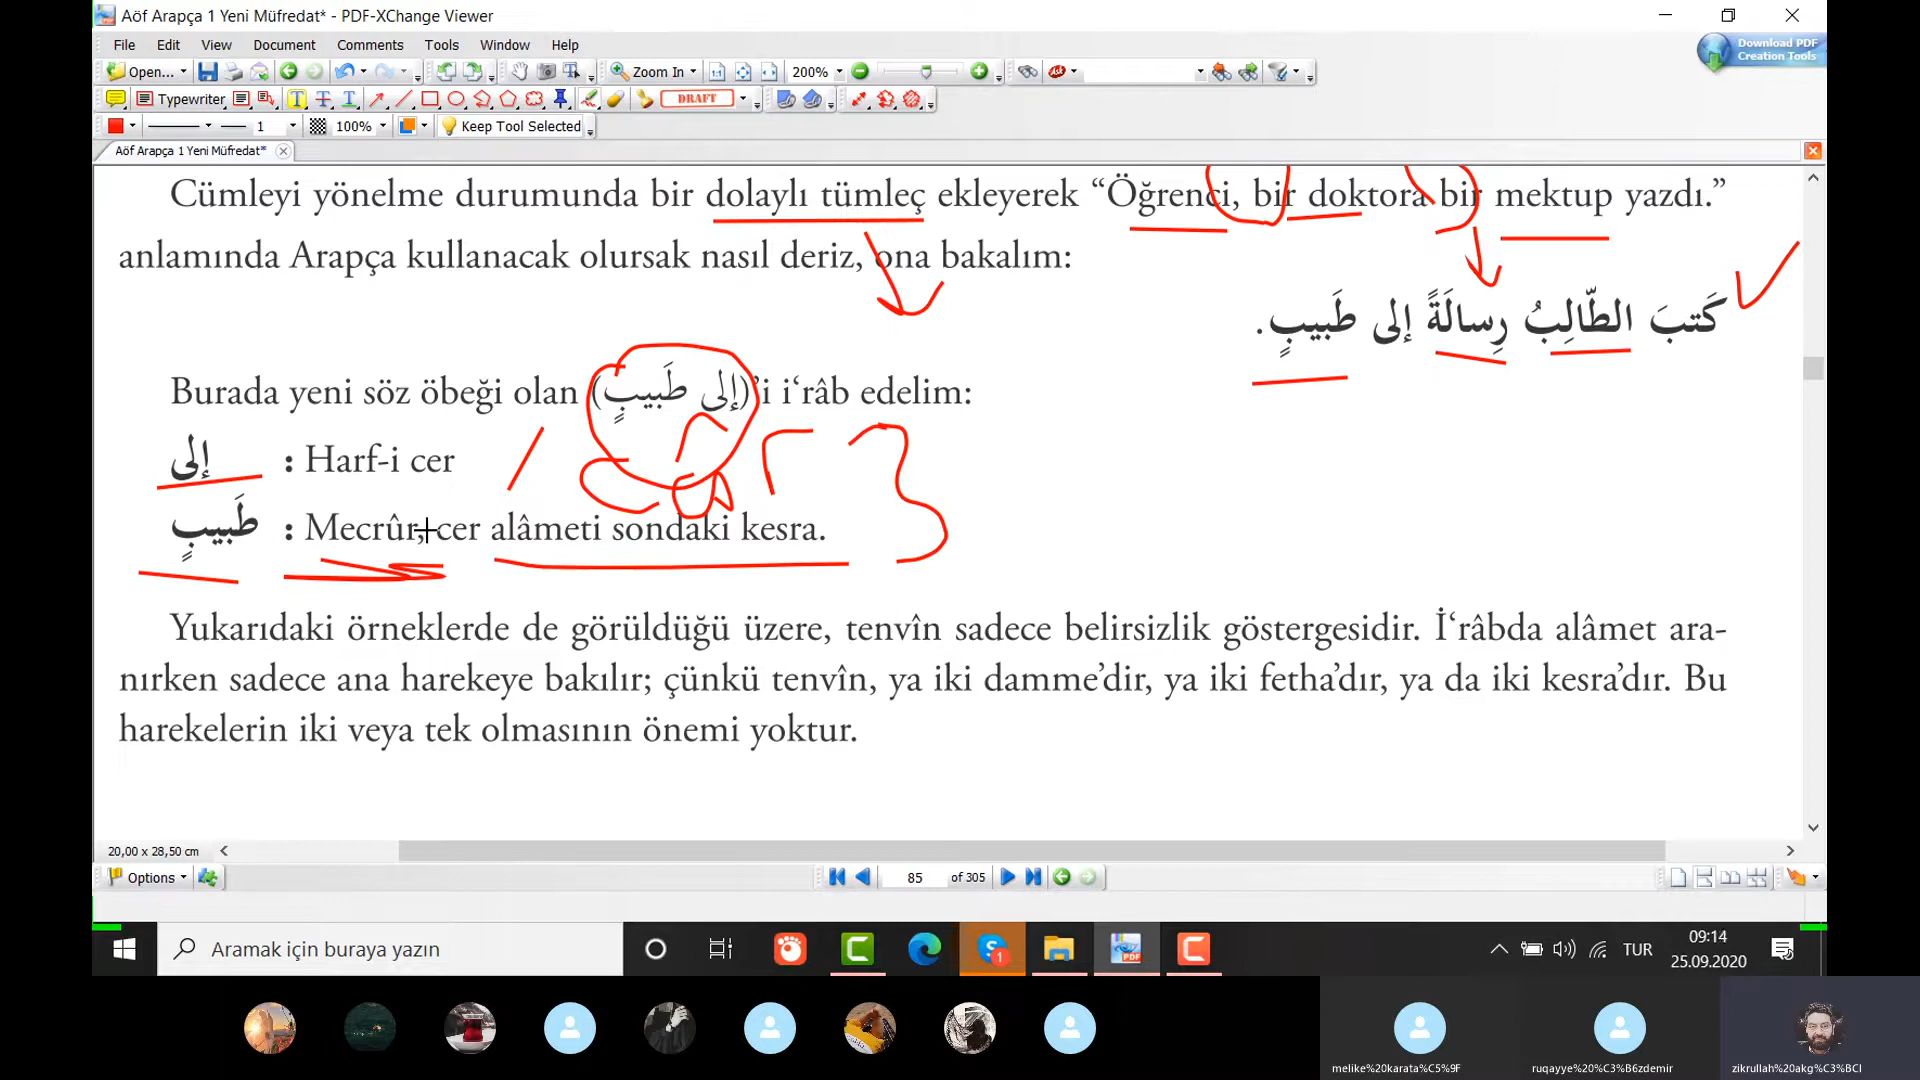 Aöf Arapça 1 Yeni Müfredat* - PDF-XChange Viewer
File Edit View Document Comments Tools Window Help
Open... Zoom In 200% Download PDF Creation Tools
Typewriter DRAFT
1 100% Keep Tool Selected
Aöf Arapça 1 Yeni Müfredat*
Cümleyi yönelme durumunda bir dolaylı tümleç ekleyerek “Öğrenci, bir doktora bir mektup yazdı.”
anlamında Arapça kullanacak olursak nasıl deriz, ona bakalım:
كَتبَ الطّالِبُ رِسالَةً إلى طَبيبٍ.
Burada yeni söz öbeği olan (إلى طَبيبٍ)’i i‘râb edelim:
إلى : Harf-i cer
طَبيبٍ : Mecrûr, cer alâmeti sondaki kesra.
Yukarıdaki örneklerde de görüldüğü üzere, tenvîn sadece belirsizlik göstergesidir. İ‘râbda alâmet ara-
nırken sadece ana harekeye bakılır; çünkü tenvîn, ya iki damme’dir, ya iki fetha’dır, ya da iki kesra’dır. Bu
harekelerin iki veya tek olmasının önemi yoktur.
20,00 x 28,50 cm
Options 85 of 305
Aramak için buraya yazın
TUR 09:14
25.09.2020
melike%20karata%C5%9F ruqayye%20%C3%B6zdemir zikrullah%20akg%C3%BCl